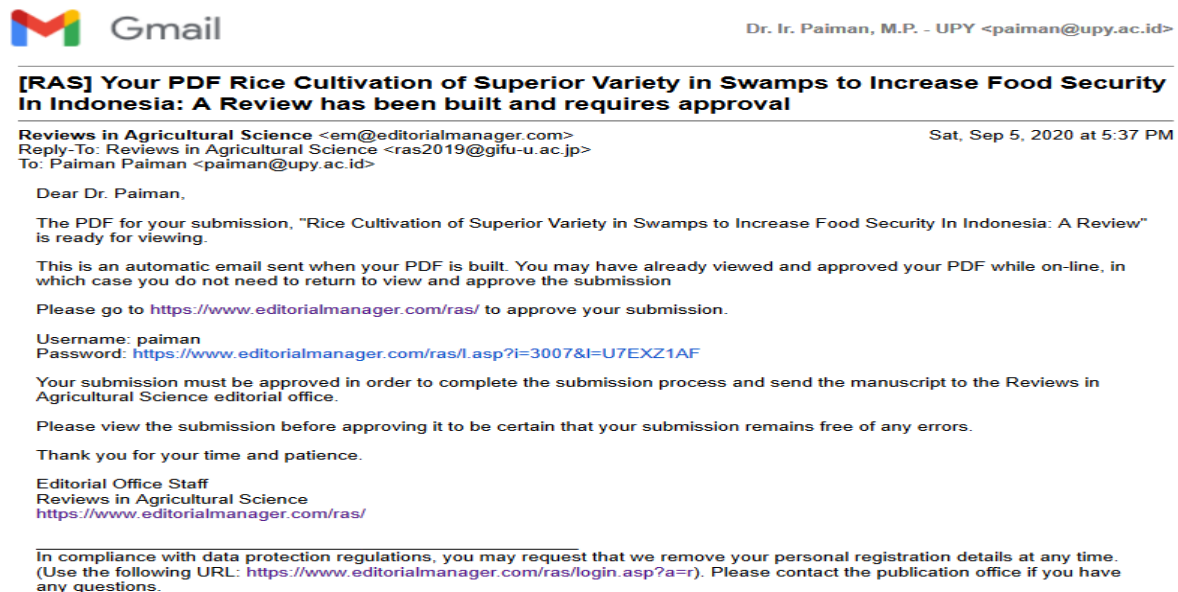 Gmail
Dr. Ir. Paiman, M.P. - UPY <paiman@upy.ac.id>
[RAS] Your PDF Rice Cultivation of Superior Variety in Swamps to Increase Food Security
In Indonesia: A Review has been built and requires approval
Reviews in Agricultural Science <em@editorialmanager.com>
Sat, Sep 5, 2020 at 5:37 PM
Reply-To: Reviews in Agricultural Science <ras2019@gifu-u.ac.jp>
To: Paiman Paiman <paiman@upy.ac.id>
Dear Dr. Paiman,
The PDF for your submission, "Rice Cultivation of Superior Variety in Swamps to Increase Food Security In Indonesia: A Review"
is ready for viewing.
This is an automatic email sent when your PDF is built. You may have already viewed and approved your PDF while on-line, in
which case you do not need to return to view and approve the submission
Please go to https://www.editorialmanager.com/ras/ to approve your submission.
Username: paiman
Password: https://www.editorialmanager.com/ras/l.asp?i=3007&l=U7EXZ1AF
Your submission must be approved in order to complete the submission process and send the manuscript to the Reviews in
Agricultural Science editorial office.
Please view the submission before approving it to be certain that your submission remains free of any errors.
Thank you for your time and patience.
Editorial Office Staff
Reviews in Agricultural Science
https://www.editorialmanager.com/ras/
In compliance with data protection regulations, you may request that we remove your personal registration details at any time.
(Use the following URL: https://www.editorialmanager.com/ras/login.asp?a=r). Please contact the publication office if you have
any questions.